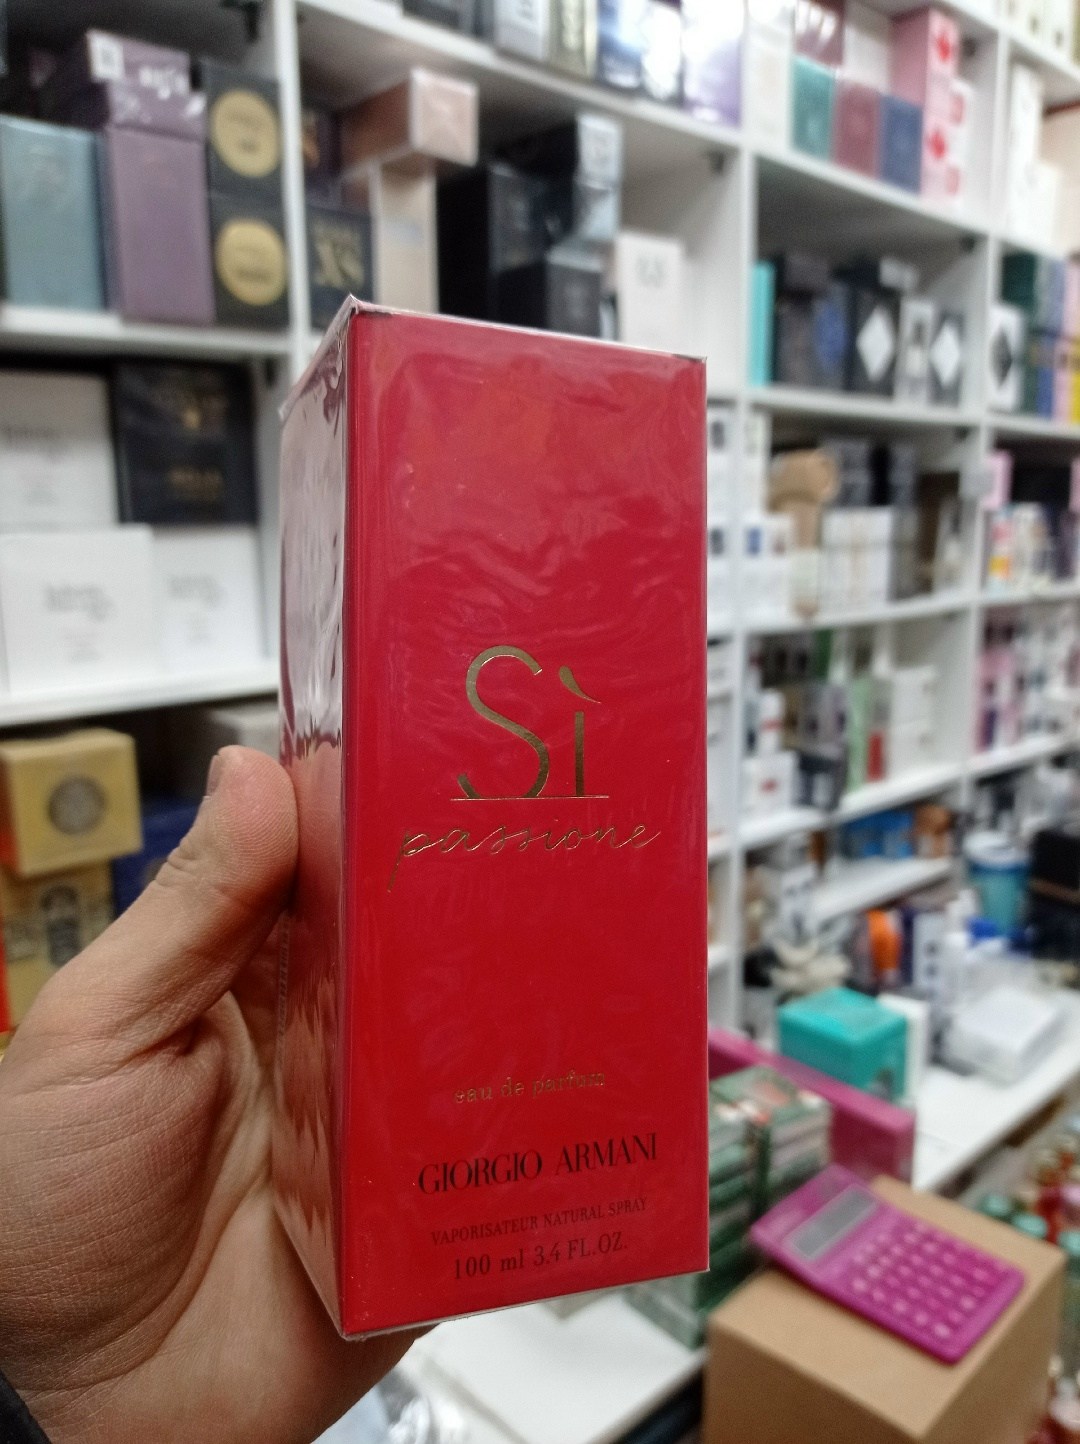 Sì
passione
eau de parfum
GIORGIO ARMANI
VAPORISATEUR NATURAL SPRAY
100 ml 3.4 FL.OZ.